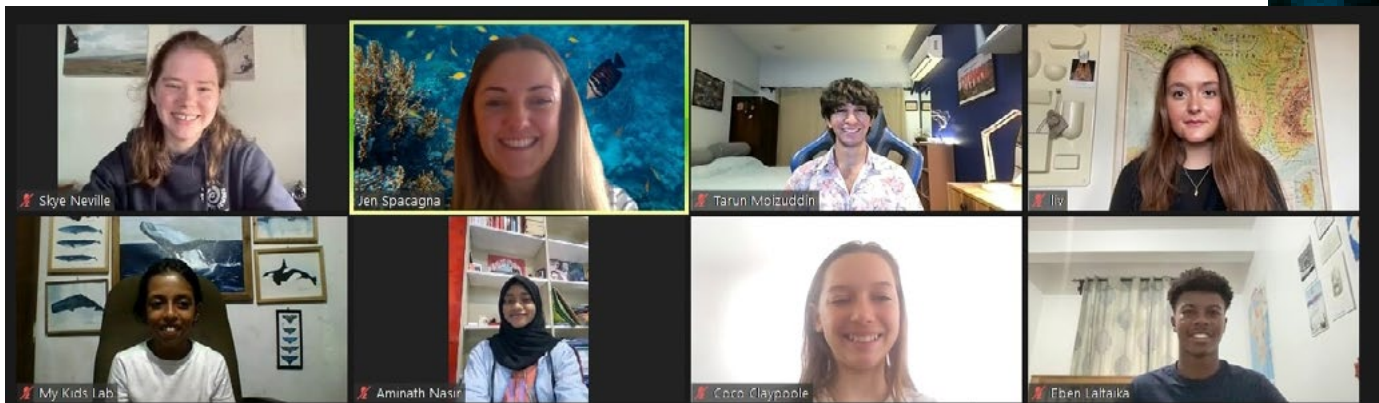 Skye Neville
Jen Spacagna
Tarun Moizuddin
liv
My Kids Lab
Aminath Nasir
Coco Claypoole
Eben Laltaika